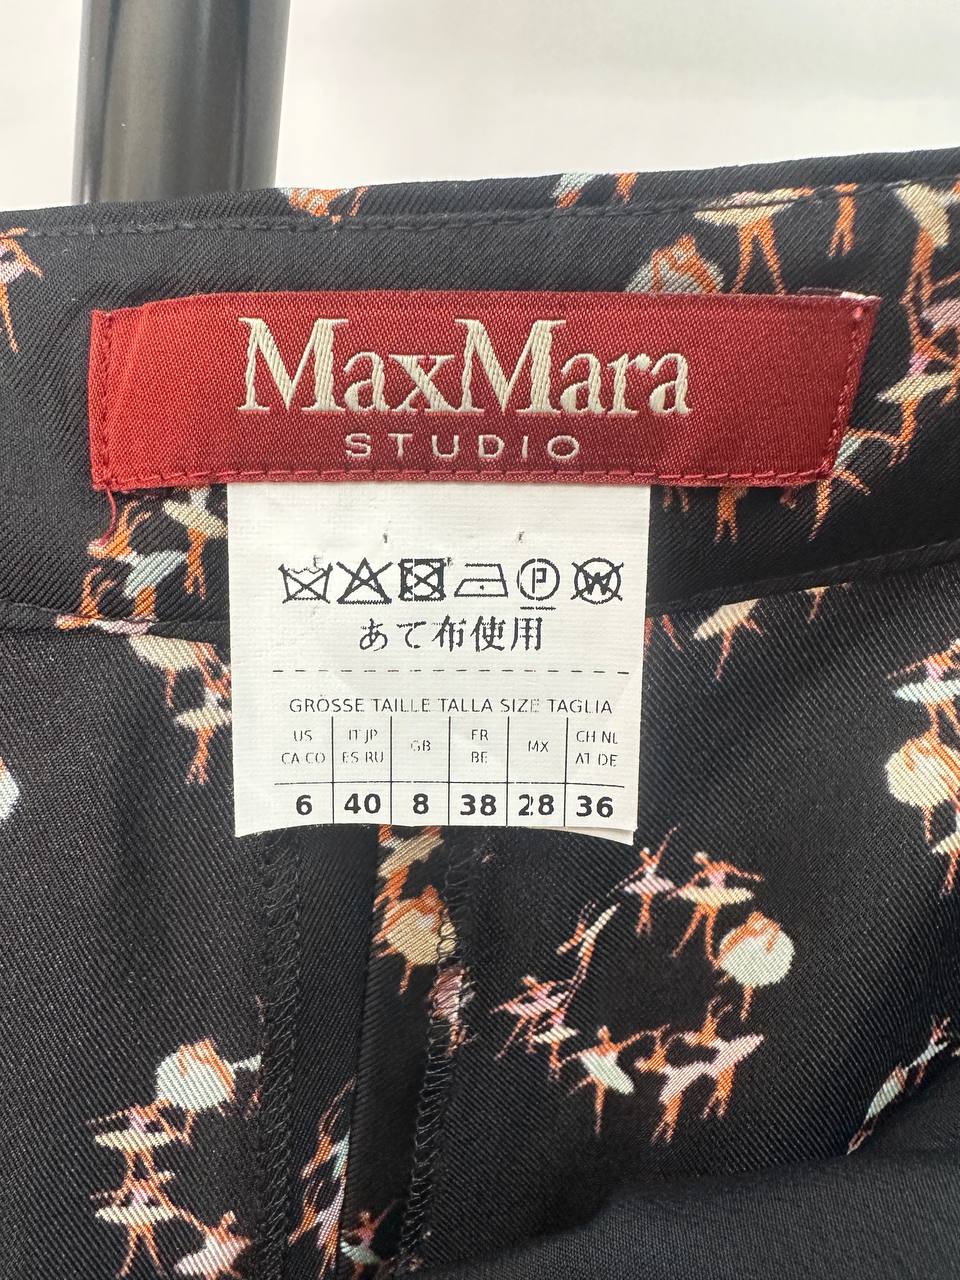 MaxMara
STUDIO
P W
あて布使用
GRÖSSE TAILLE TALLA SIZE TAGLIA
US IT JP GB FR MX CH NL
CA CO ES RU BE AT DE
6 40 8 38 28 36